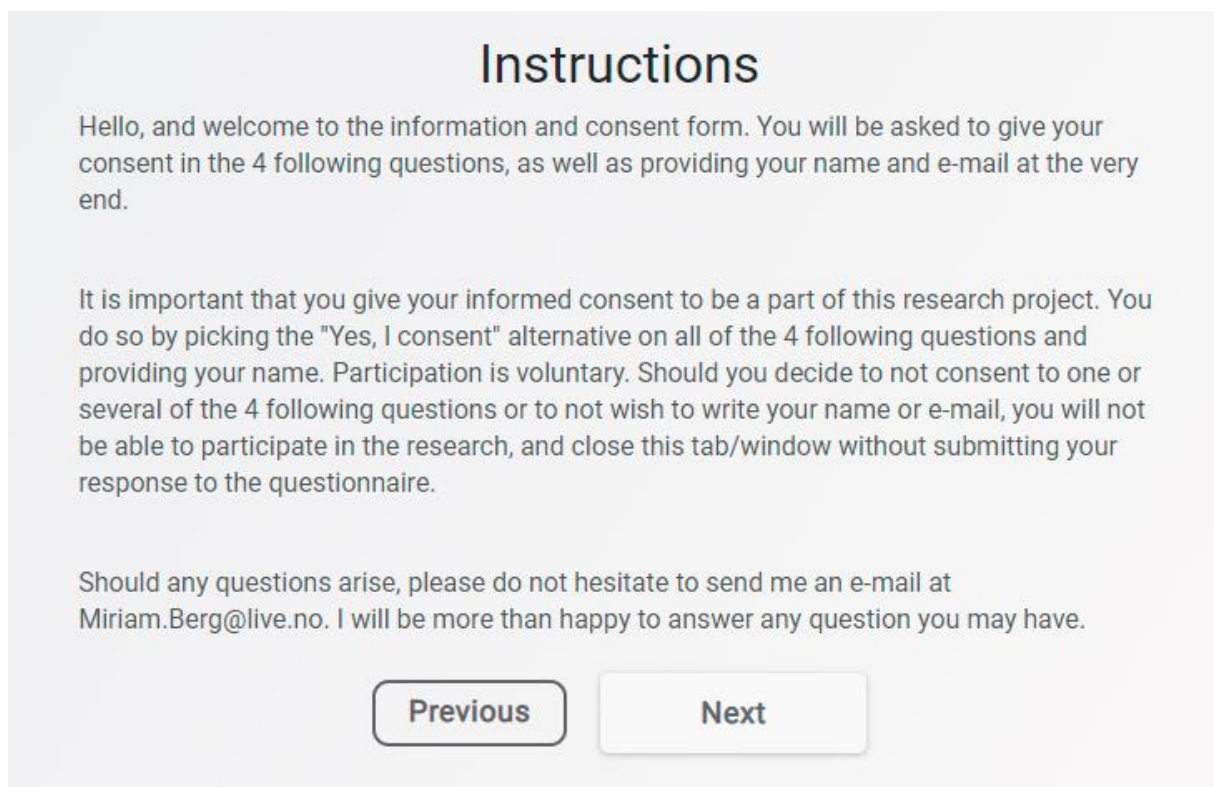 Instructions
Hello, and welcome to the information and consent form. You will be asked to give your
consent in the 4 following questions, as well as providing your name and e-mail at the very
end.
It is important that you give your informed consent to be a part of this research project. You
do so by picking the "Yes, I consent" alternative on all of the 4 following questions and
providing your name. Participation is voluntary. Should you decide to not consent to one or
several of the 4 following questions or to not wish to write your name or e-mail, you will not
be able to participate in the research, and close this tab/window without submitting your
response to the questionnaire.
Should any questions arise, please do not hesitate to send me an e-mail at
Miriam.Berg@live.no. I will be more than happy to answer any question you may have.
Previous Next